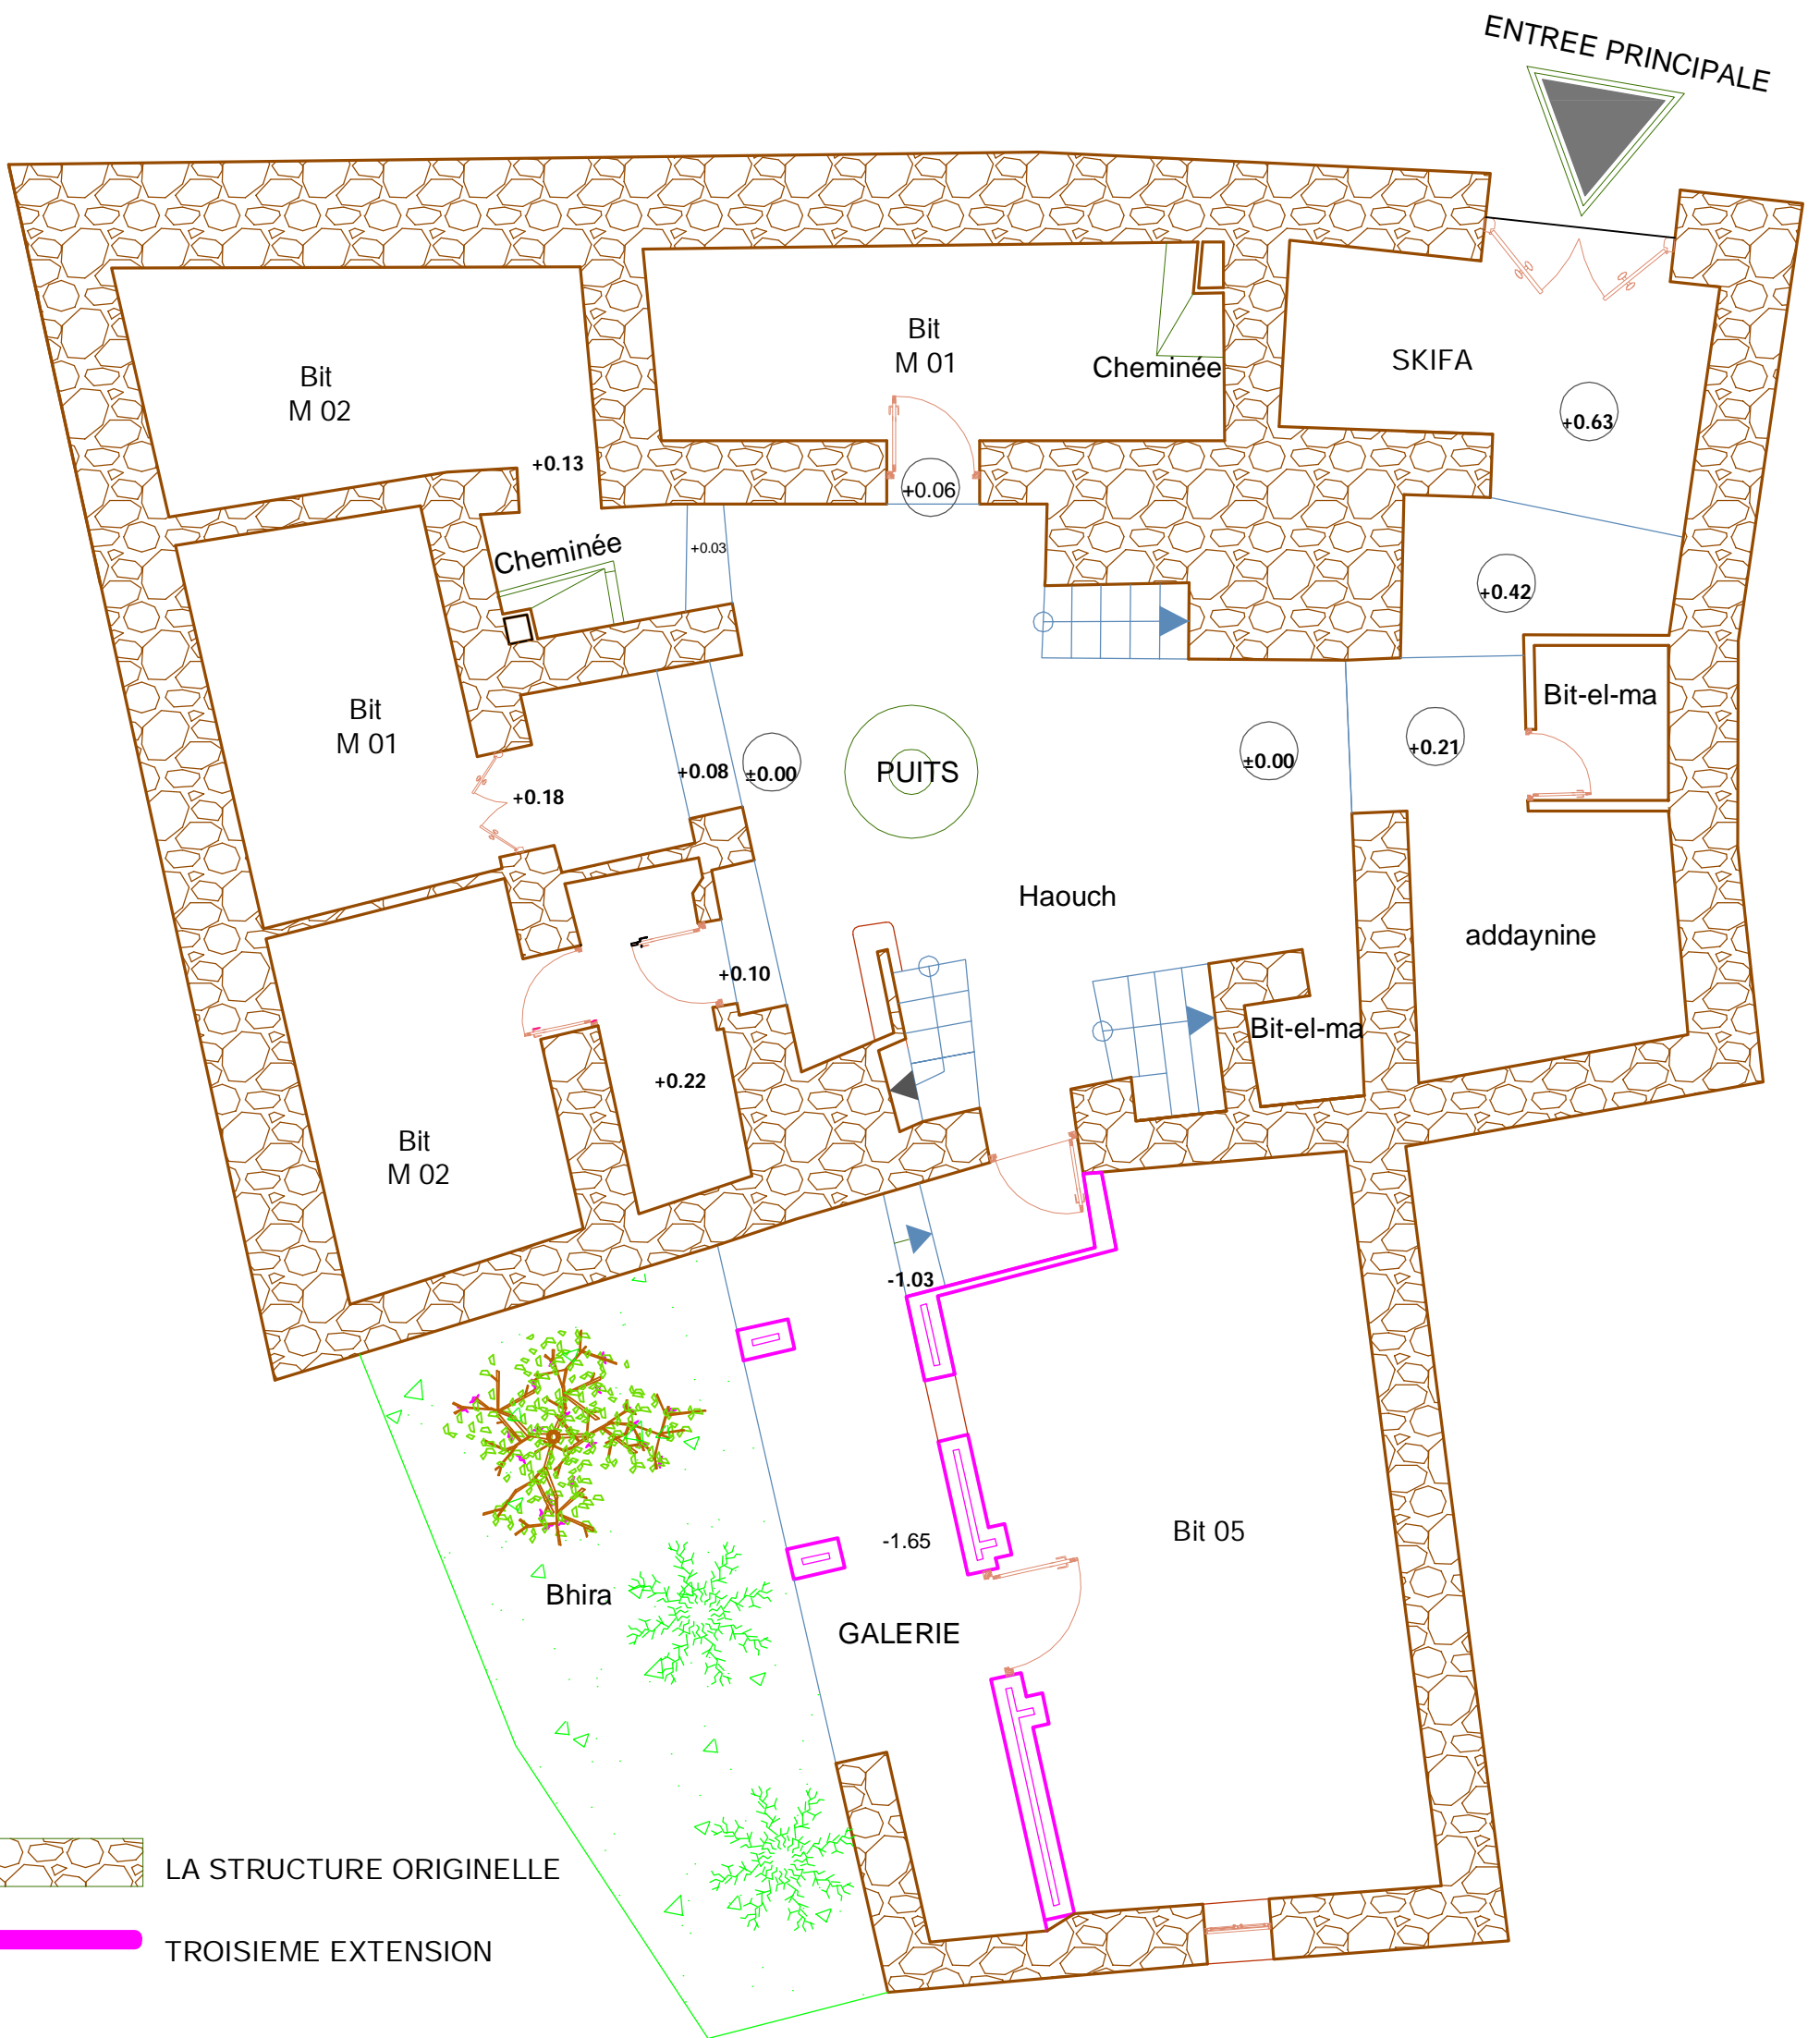 ENTREE PRINCIPALE
Bit
M 01
Cheminée
SKIFA
Bit
M 02
+0.63
+0.13
+0.06
Cheminée
+0.03
+0.42
Bit-el-ma
Bit
M 01
+0.08
±0.00
PUITS
±0.00
+0.21
+0.18
Haouch
addaynine
+0.10
Bit-el-ma
+0.22
Bit
M 02
-1.03
-1.65
Bit 05
Bhira
GALERIE
LA STRUCTURE ORIGINELLE
TROISIEME EXTENSION